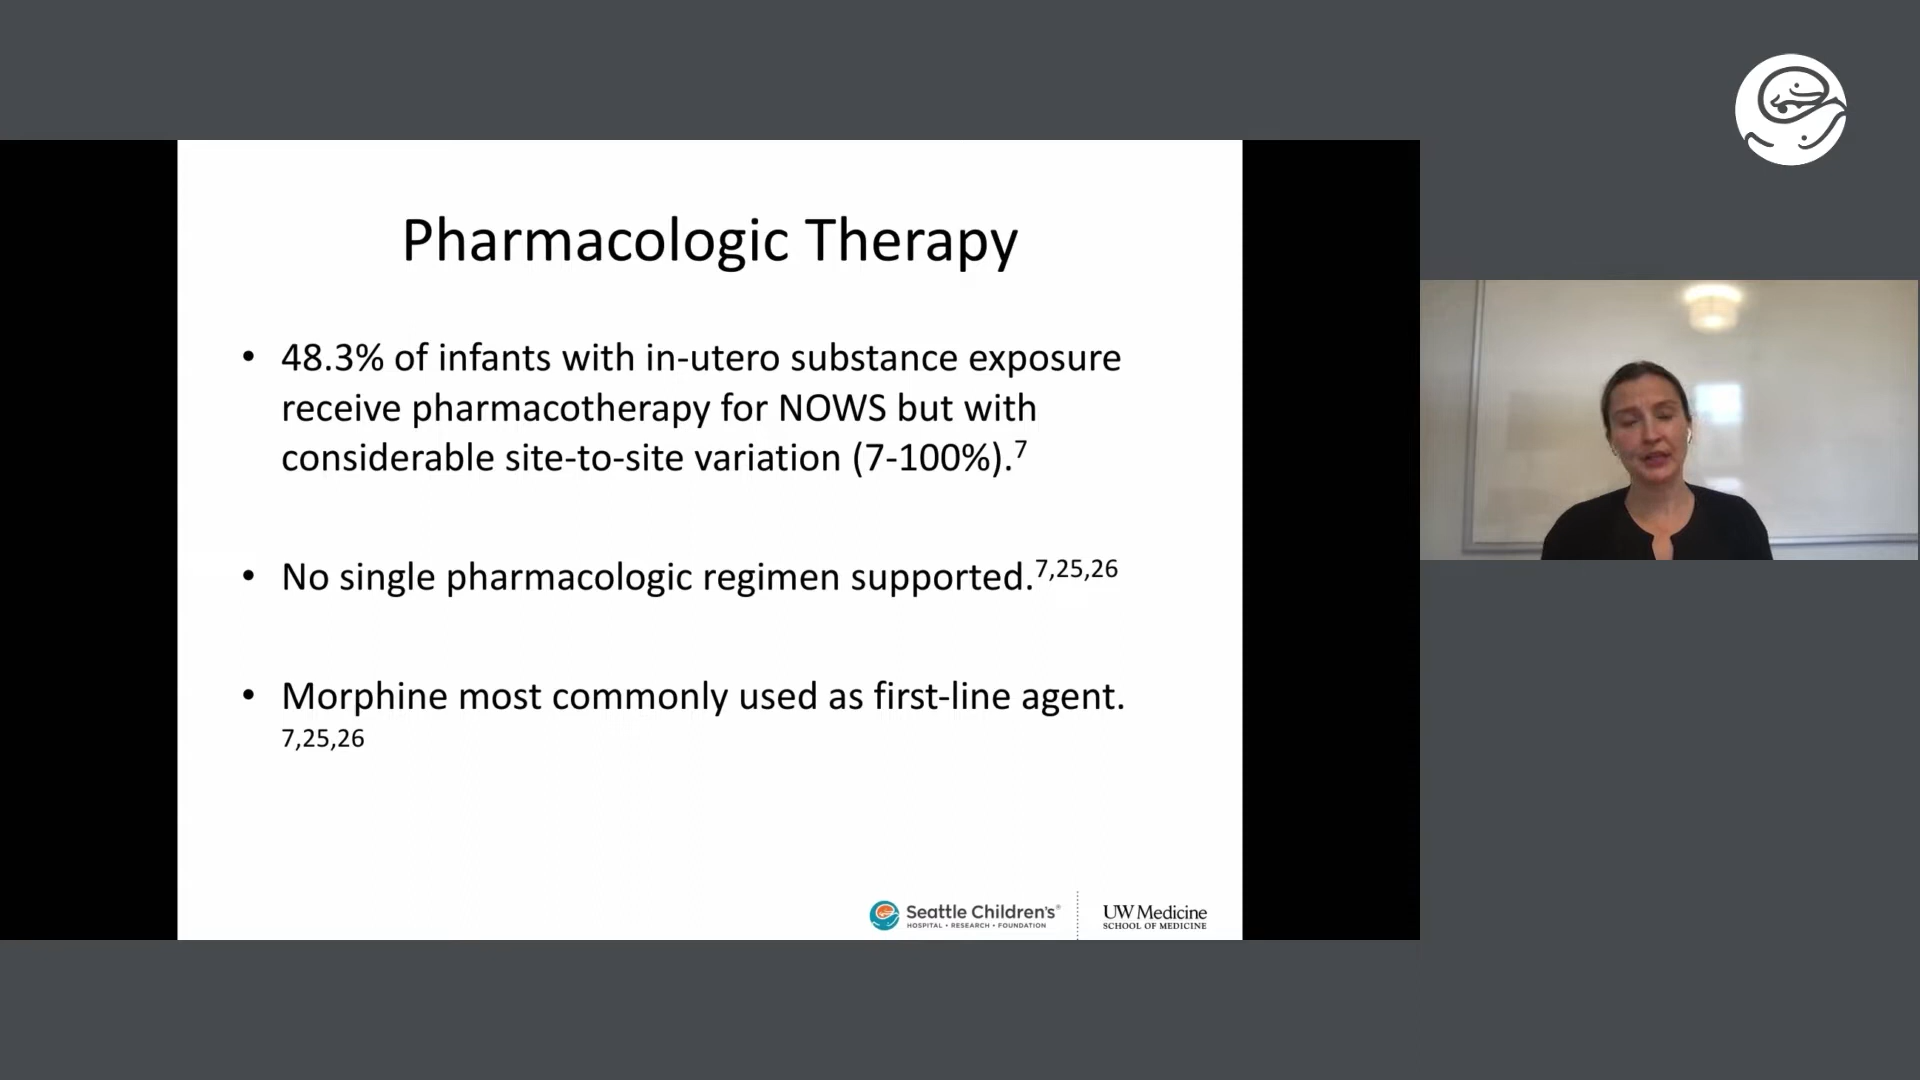 Pharmacologic Therapy
• 48.3% of infants with in-utero substance exposure
receive pharmacotherapy for NOWS but with
considerable site-to-site variation (7-100%).7
• No single pharmacologic regimen supported.7,25,26
• Morphine most commonly used as first-line agent.
7,25,26
Seattle Children's®
HOSPITAL • RESEARCH • FOUNDATION
UW Medicine
SCHOOL OF MEDICINE